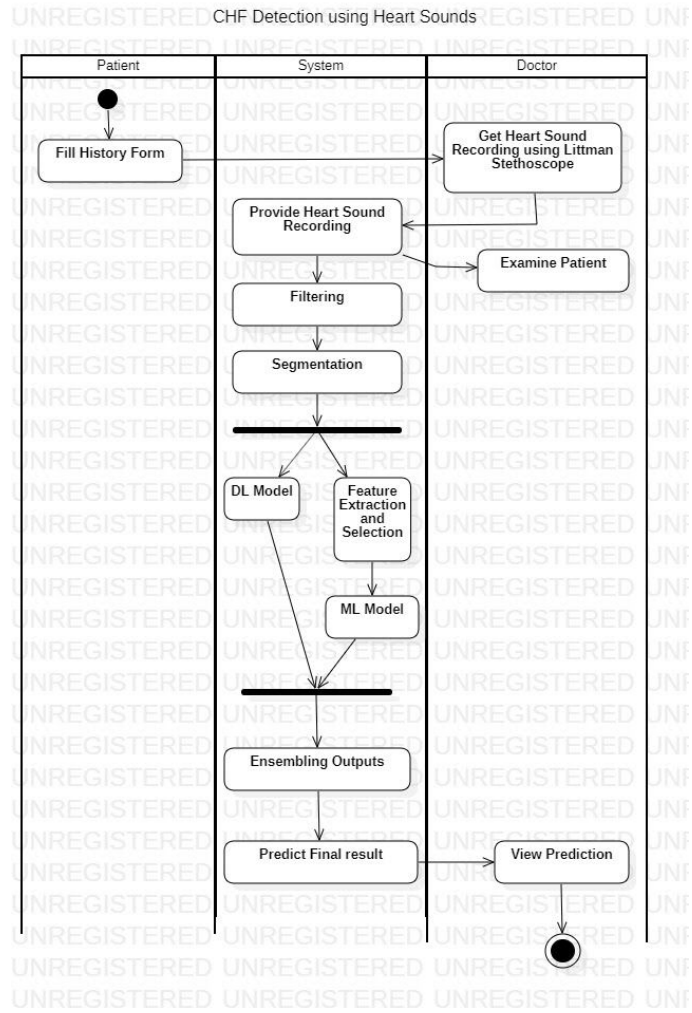 CHF Detection using Heart Sounds
Patient
System
Doctor
Fill History Form
Get Heart Sound
Recording using Littman
Stethoscope
Provide Heart Sound
Recording
Examine Patient
Filtering
Segmentation
DL Model
Feature
Extraction
and
Selection
ML Model
Ensembling Outputs
Predict Final result
View Prediction
UNREGISTERED